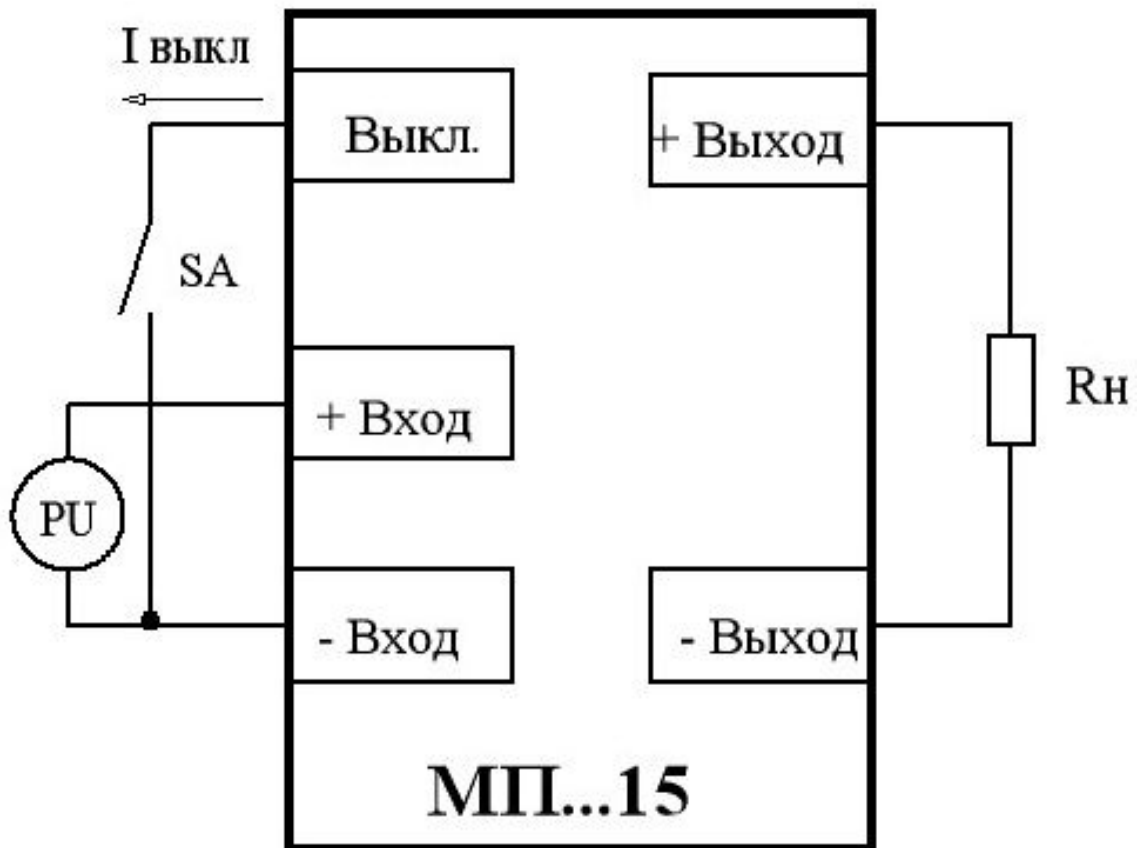 I выкл
Выкл.
+ Выход
SA
+ Вход
Rн
PU
- Вход
- Выход
МП...15